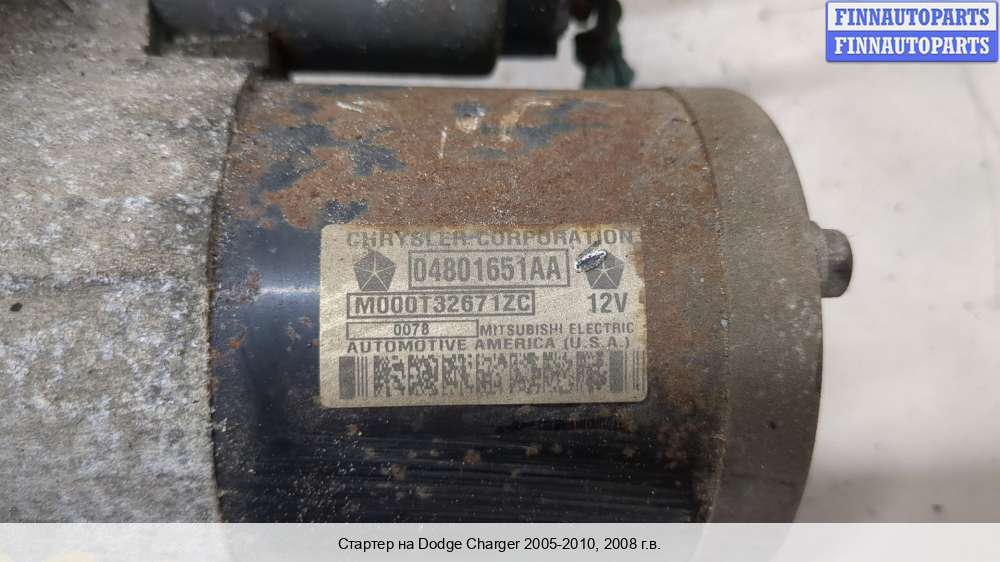 FINNAUTOPARTS
FINNAUTOPARTS
CHRYSLER CORPORATION
04801651AA
M000T32671ZC 12V
0078 MITSUBISHI ELECTRIC
AUTOMOTIVE AMERICA (U.S.A.)
Стартер на Dodge Charger 2005-2010, 2008 г.в.